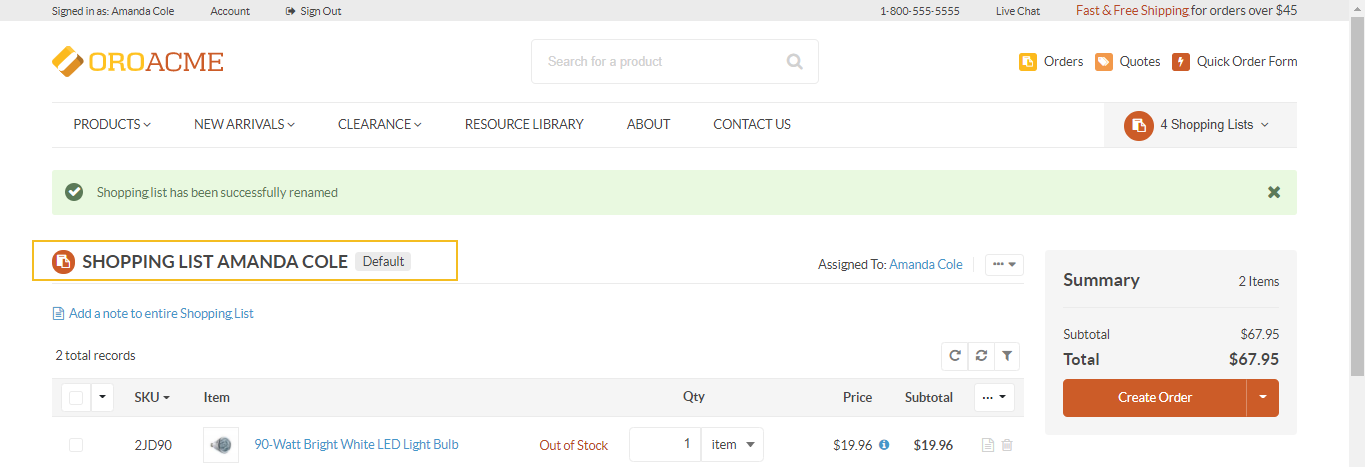 Signed in as: Amanda Cole Account Sign Out 1-800-555-5555 Live Chat Fast & Free Shipping for orders over $45
OROACME Search for a product Orders Quotes Quick Order Form
PRODUCTS NEW ARRIVALS CLEARANCE RESOURCE LIBRARY ABOUT CONTACT US 4 Shopping Lists
Shopping list has been successfully renamed
SHOPPING LIST AMANDA COLE Default Assigned To: Amanda Cole ...
Add a note to entire Shopping List
2 total records
SKU Item Qty Price Subtotal ...
2JD90 90-Watt Bright White LED Light Bulb Out of Stock 1 item $19.96 $19.96
Summary 2 Items
Subtotal $67.95
Total $67.95
Create Order